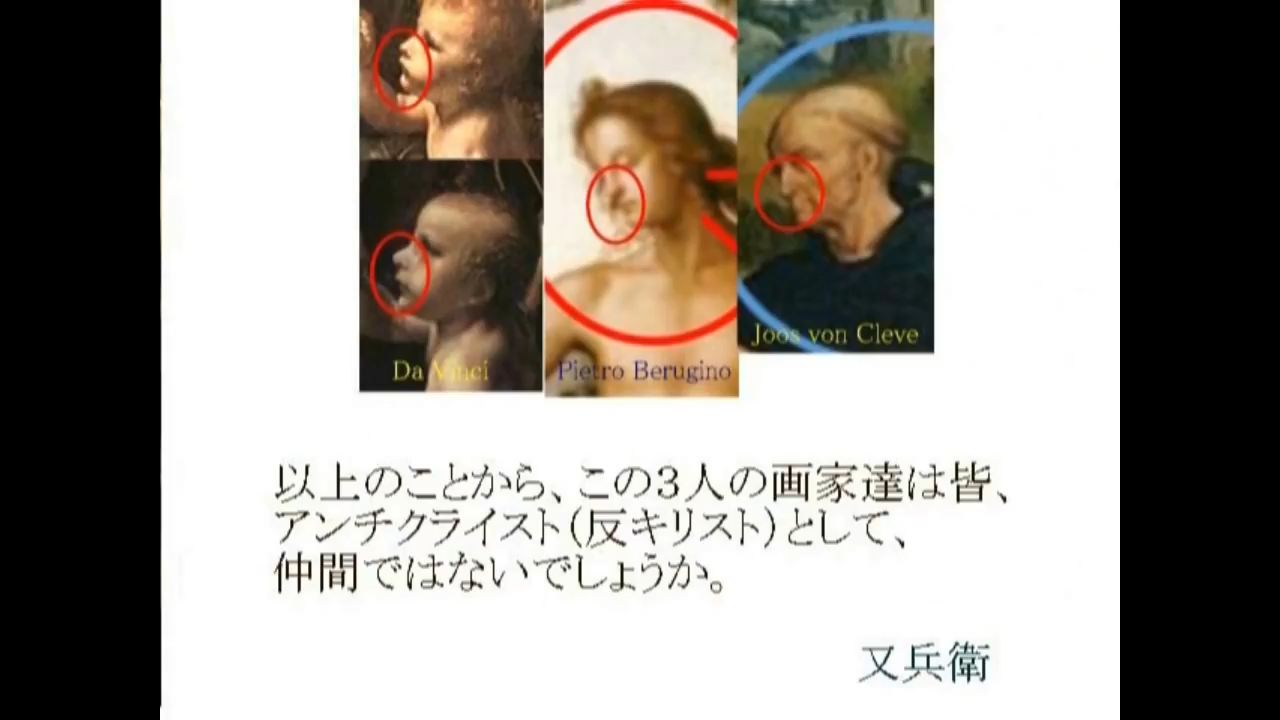 Joos von Cleve
Da Vinci
Pietro Berugino
以上のことから、この３人の画家達は皆、
アンチクライスト（反キリスト）として、
仲間ではないでしょうか。
又兵衛